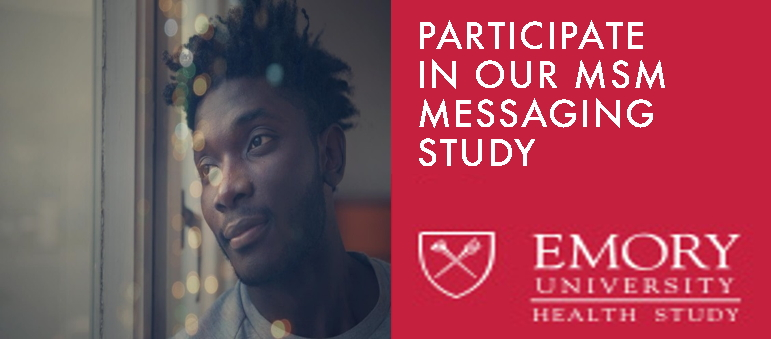 PARTICIPATE
IN OUR MSM
MESSAGING
STUDY
EMORY
UNIVERSITY
HEALTH STUDY